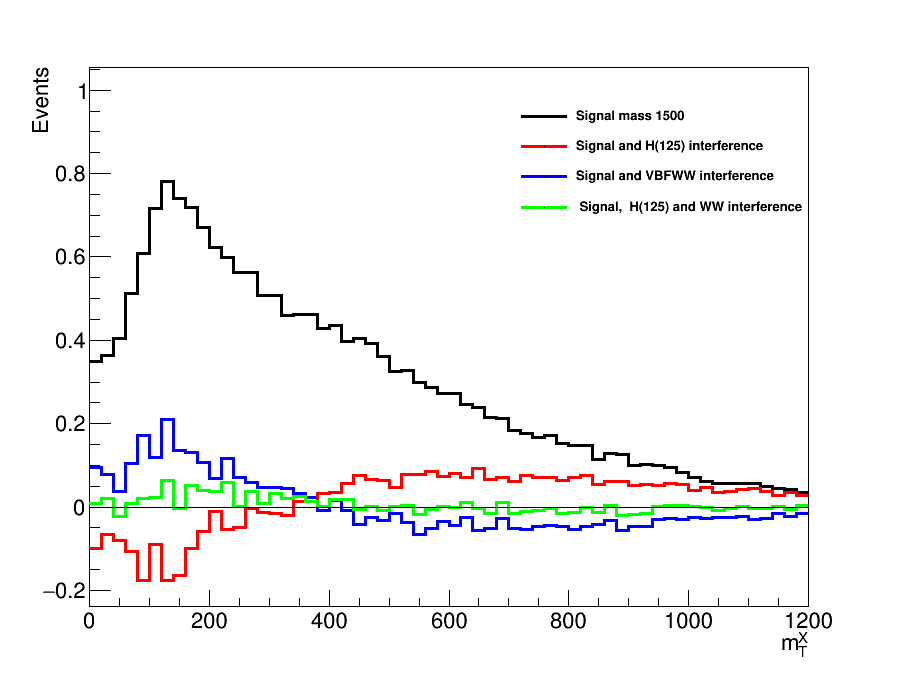 Events
1
0.8
0.6
0.4
0.2
0
−0.2
Signal mass 1500
Signal and H(125) interference
Signal and VBFWW interference
Signal, H(125) and WW interference
0 200 400 600 800 1000 1200
m_T^X